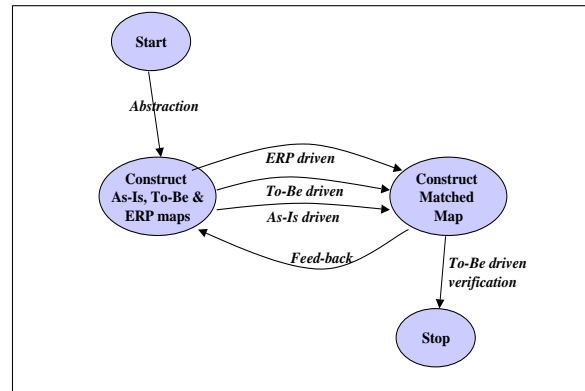 Start
Abstraction
ERP driven
Construct
As-Is, To-Be &
ERP maps
To-Be driven
As-Is driven
Construct
Matched
Map
Feed-back
To-Be driven
verification
Stop